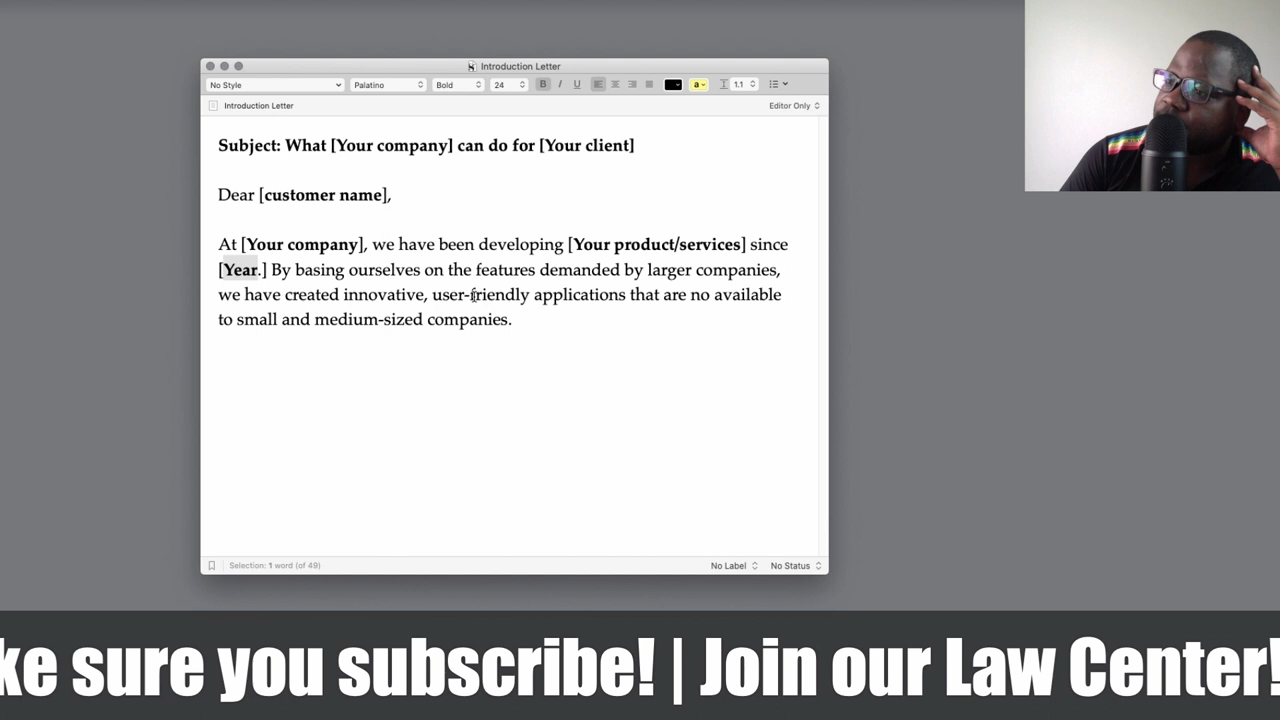 Introduction Letter
No Style Palatino Bold 24 B I U a 1.1
Introduction Letter Editor Only
Subject: What [Your company] can do for [Your client]
Dear [customer name],
At [Your company], we have been developing [Your product/services] since
[Year.] By basing ourselves on the features demanded by larger companies,
we have created innovative, user-friendly applications that are no available
to small and medium-sized companies.
Selection: 1 word (of 49) No Label No Status
ke sure you subscribe! | Join our Law Center!